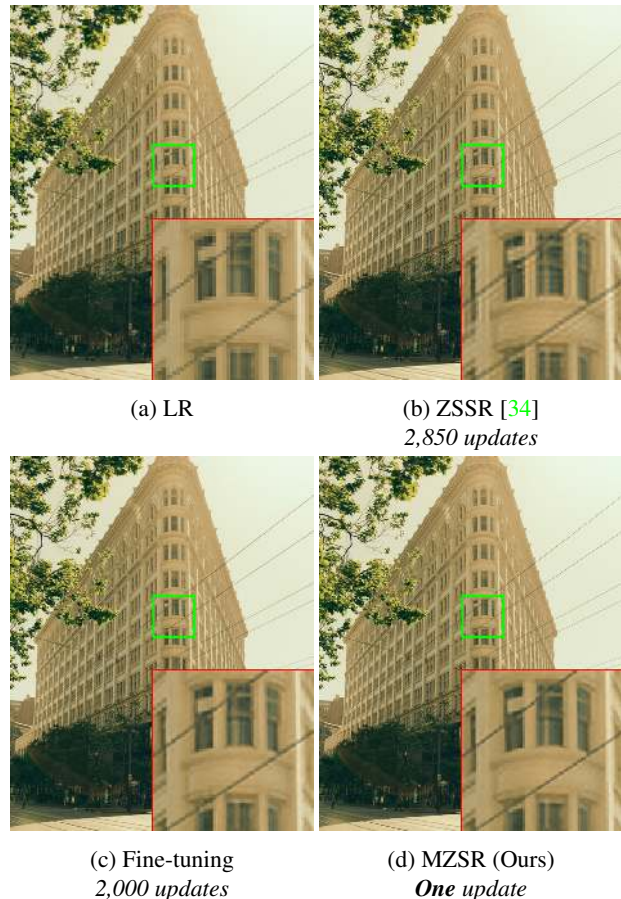 (a) LR
(b) ZSSR [34]
2,850 updates
(c) Fine-tuning
2,000 updates
(d) MZSR (Ours)
One update